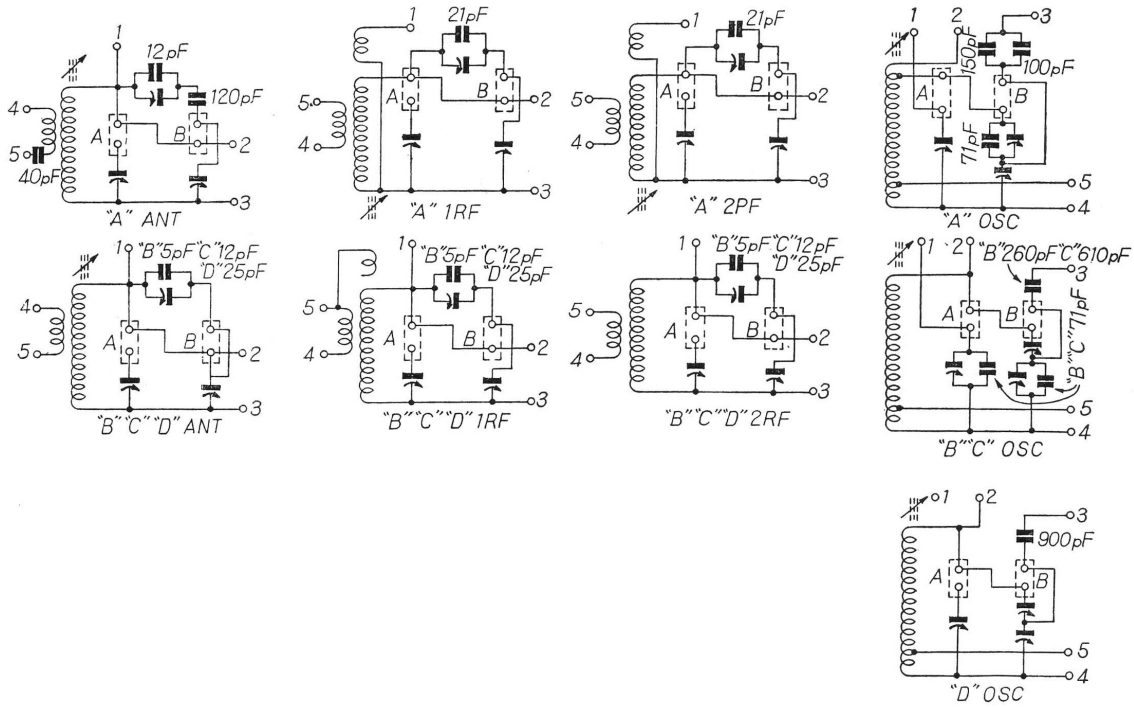 1
12pF
4
120pF
A
B
5
2
40pF
3
"A" ANT
1
21pF
5
A
B
2
4
3
"A" 1RF
1
21pF
5
A
B
2
4
3
"A" 2PF
1
2
3
150pF
100pF
A
B
71pF
5
4
"A" OSC
1
"B"5pF"C"12pF
"D"25pF
4
A
B
5
2
3
"B""C""D"ANT
1
"B"5pF"C"12pF
"D"25pF
5
A
B
4
2
3
"B""C""D"1RF
1
"B"5pF"C"12pF
"D"25pF
4
A
B
5
2
3
"B""C""D"2RF
1
2
"B"260pF"C"610pF
3
A
B
"B""C"71pF
5
4
"B""C" OSC
1
2
3
900pF
A
B
5
4
"D" OSC